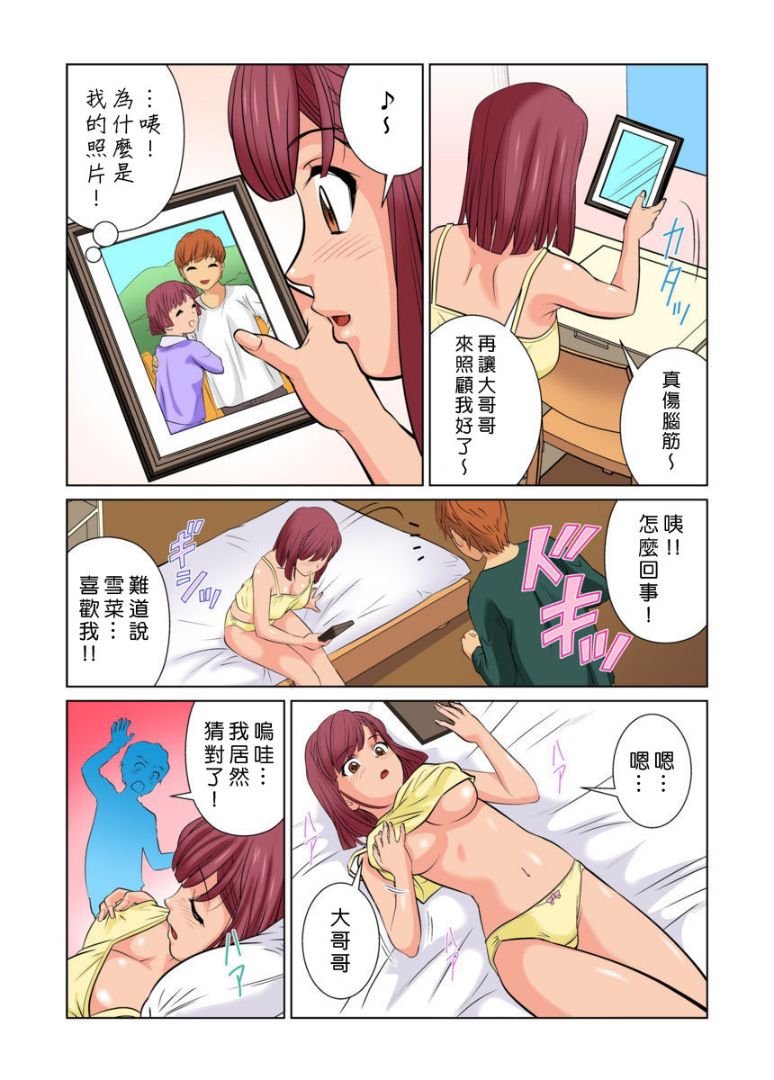 真傷腦筋～
再讓大哥哥
來照顧我好了～
カタッ
♪～
…咦！
為什麼是
我的照片！
咦!!
怎麼回事！
ドキッ
ギシッ
難道說
雪菜…
喜歡我!!
嗯…
嗯…
ハァ
ハァ
大哥哥
嗚哇…
我居然
猜對了！
ハァ